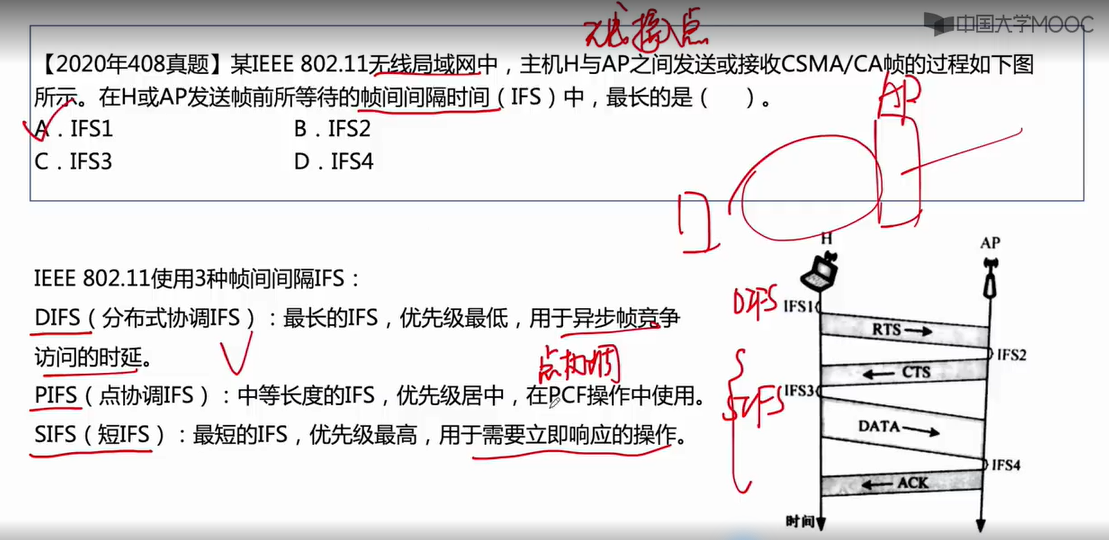 中国大学MOOC
无线接入点
【2020年408真题】某IEEE 802.11无线局域网中，主机H与AP之间发送或接收CSMA/CA帧的过程如下图
所示。在H或AP发送帧前所等待的帧间间隔时间（IFS）中，最长的是（　）。
AP
A．IFS1
B．IFS2
C．IFS3
D．IFS4
IEEE 802.11使用3种帧间间隔IFS：
DIFS（分布式协调IFS）：最长的IFS，优先级最低，用于异步帧竞争
访问的时延。
点协调
PIFS（点协调IFS）：中等长度的IFS，优先级居中，在PCF操作中使用。
SIFS（短IFS）：最短的IFS，优先级最高，用于需要立即响应的操作。
H
AP
DIFS
IFS1
RTS
IFS2
CTS
IFS3
SIFS
DATA
IFS4
ACK
时间